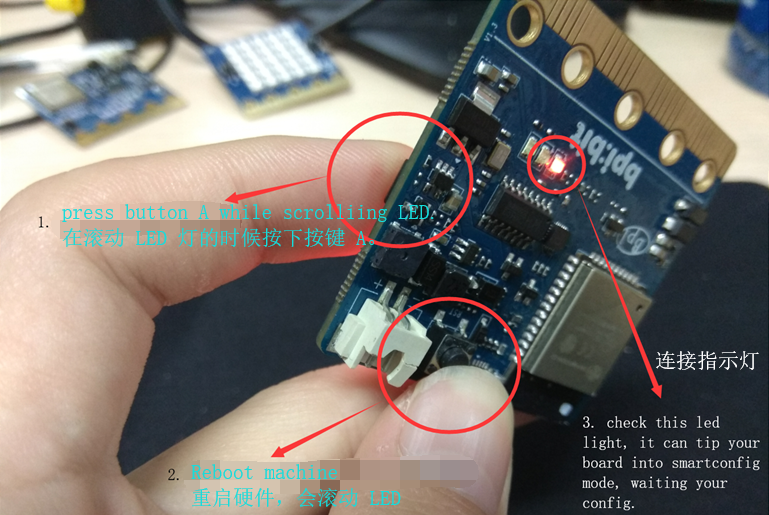 V1.3
bpi:bit
1. press button A while scrolliing LED
在滚动 LED 灯的时候按下按键 A。
+
连接指示灯
3. check this led
light, it can tip your
board into smartconfig
mode, waiting your
config.
2. Reboot machine
重启硬件，会滚动 LED